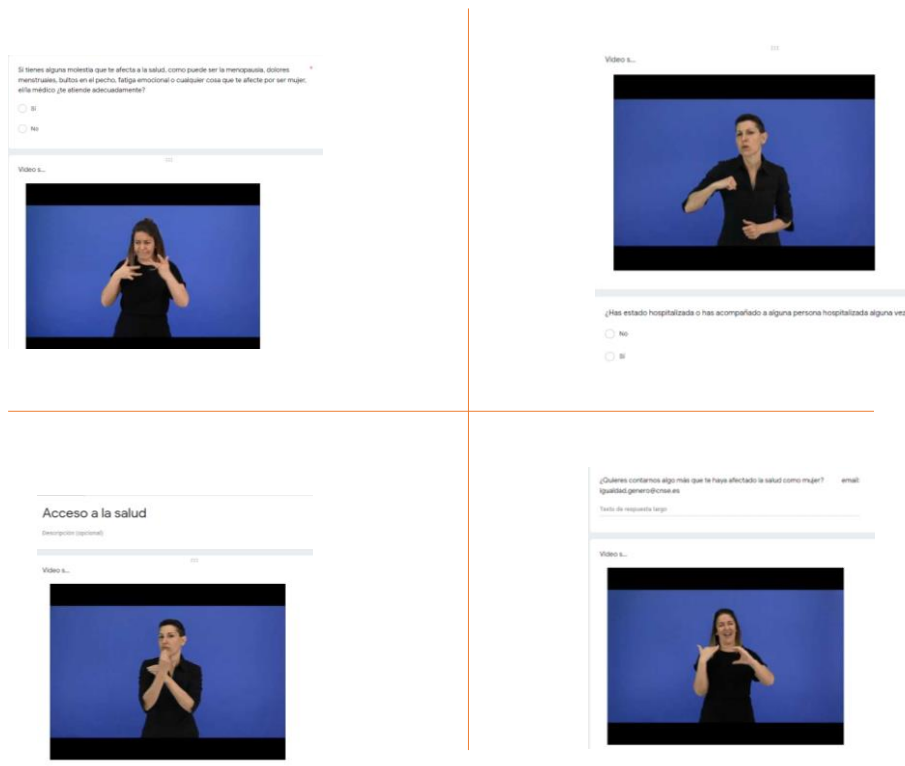 Si tienes alguna molestia que te afecta a la salud, como puede ser la menopausia, dolores
menstruales, bultos en el pecho, fatiga emocional o cualquier cosa que te afecte por ser mujer,
el/la médico ¿te atiende adecuadamente?
Sí
No
Vídeo s...
Vídeo s...
¿Has estado hospitalizada o has acompañado a alguna persona hospitalizada alguna vez
No
Sí
Acceso a la salud
Descripción (opcional)
Vídeo s...
¿Quieres contarnos algo más que te haya afectado la salud como mujer? email:
igualdad.genero@cnse.es
Texto de respuesta largo
Vídeo s...